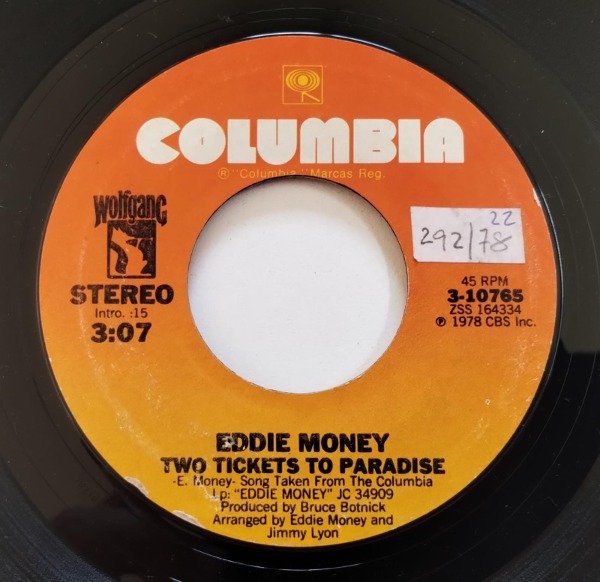 COLUMBIA
® "Columbia," Marcas Reg.
wolfgang
STEREO
Intro. :15
3:07
22
292/78
45 RPM
3-10765
ZSS 164334
℗ 1978 CBS Inc.
EDDIE MONEY
TWO TICKETS TO PARADISE
-E. Money- Song Taken From The Columbia
Lp: "EDDIE MONEY" JC 34909
Produced by Bruce Botnick
Arranged by Eddie Money and
Jimmy Lyon